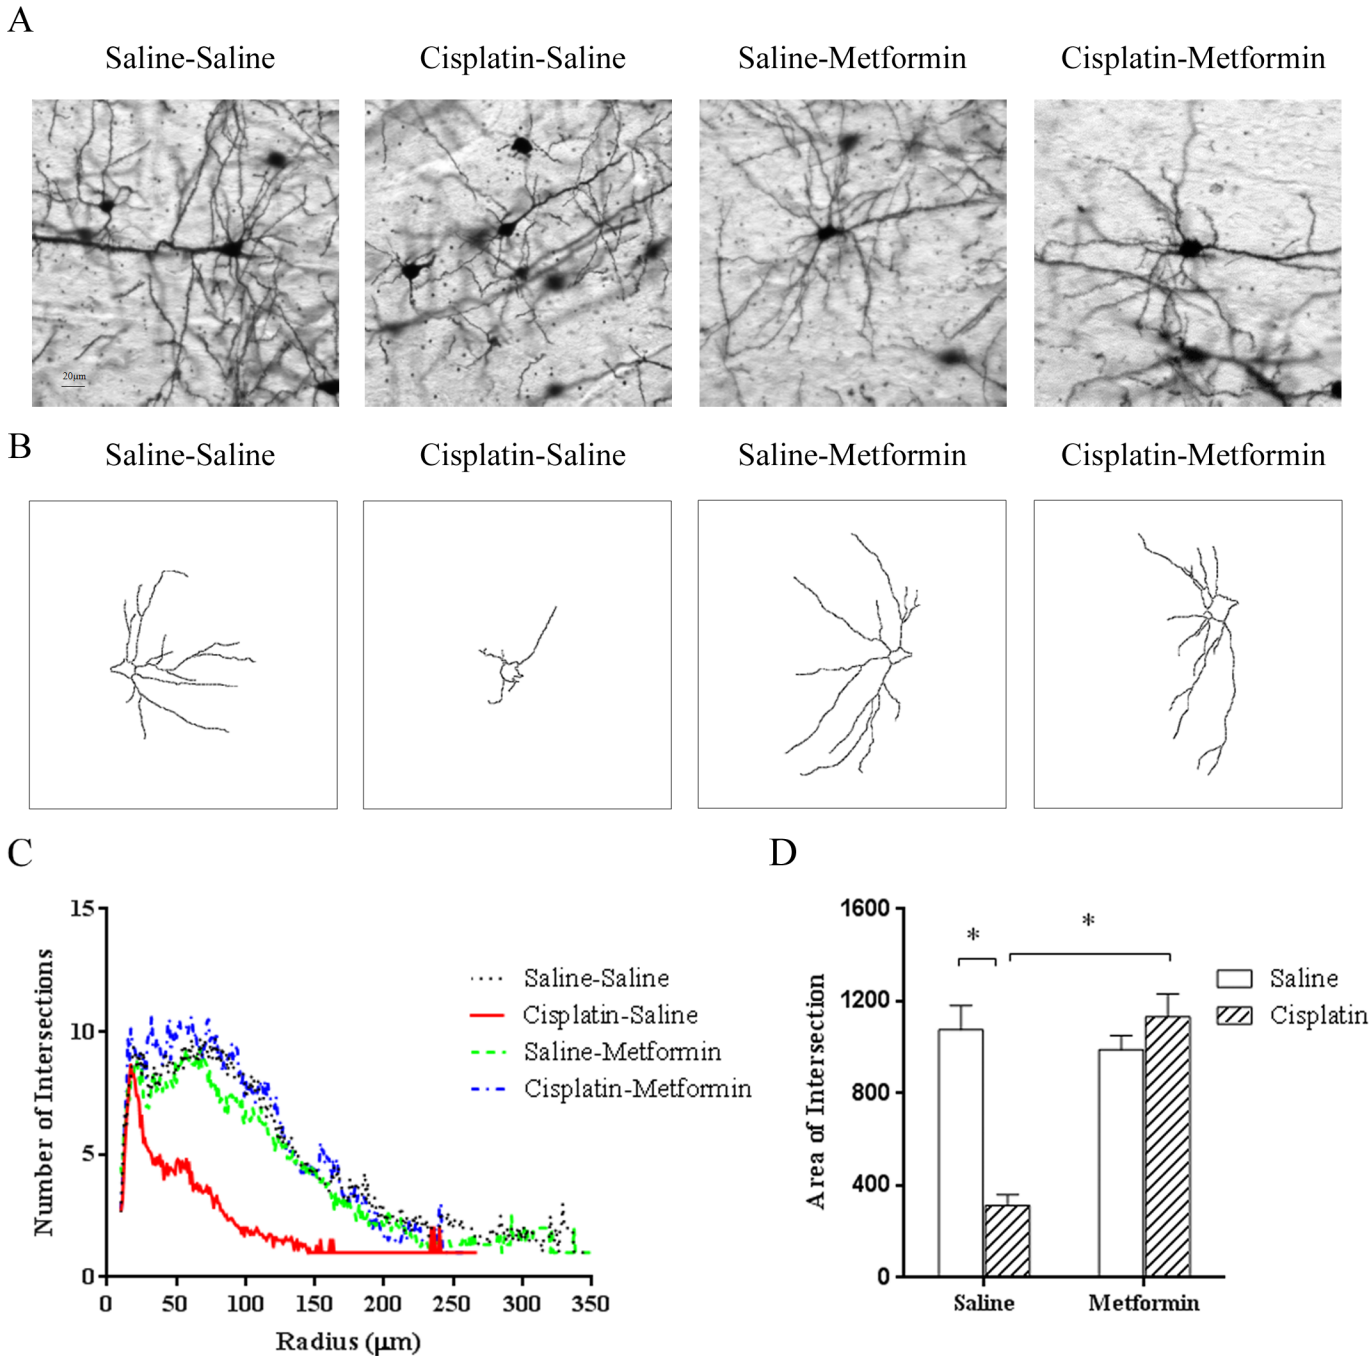 A
Saline-Saline
Cisplatin-Saline
Saline-Metformin
Cisplatin-Metformin
20μm
B
Saline-Saline
Cisplatin-Saline
Saline-Metformin
Cisplatin-Metformin
C
15
10
5
0
Number of Intersections
0 50 100 150 200 250 300 350
Radius (μm)
Saline-Saline
Cisplatin-Saline
Saline-Metformin
Cisplatin-Metformin
D
1600
1200
800
400
0
Area of Intersection
*
*
Saline Metformin
Saline
Cisplatin